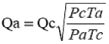 Qa = Qc√(PcTa/PaTc)